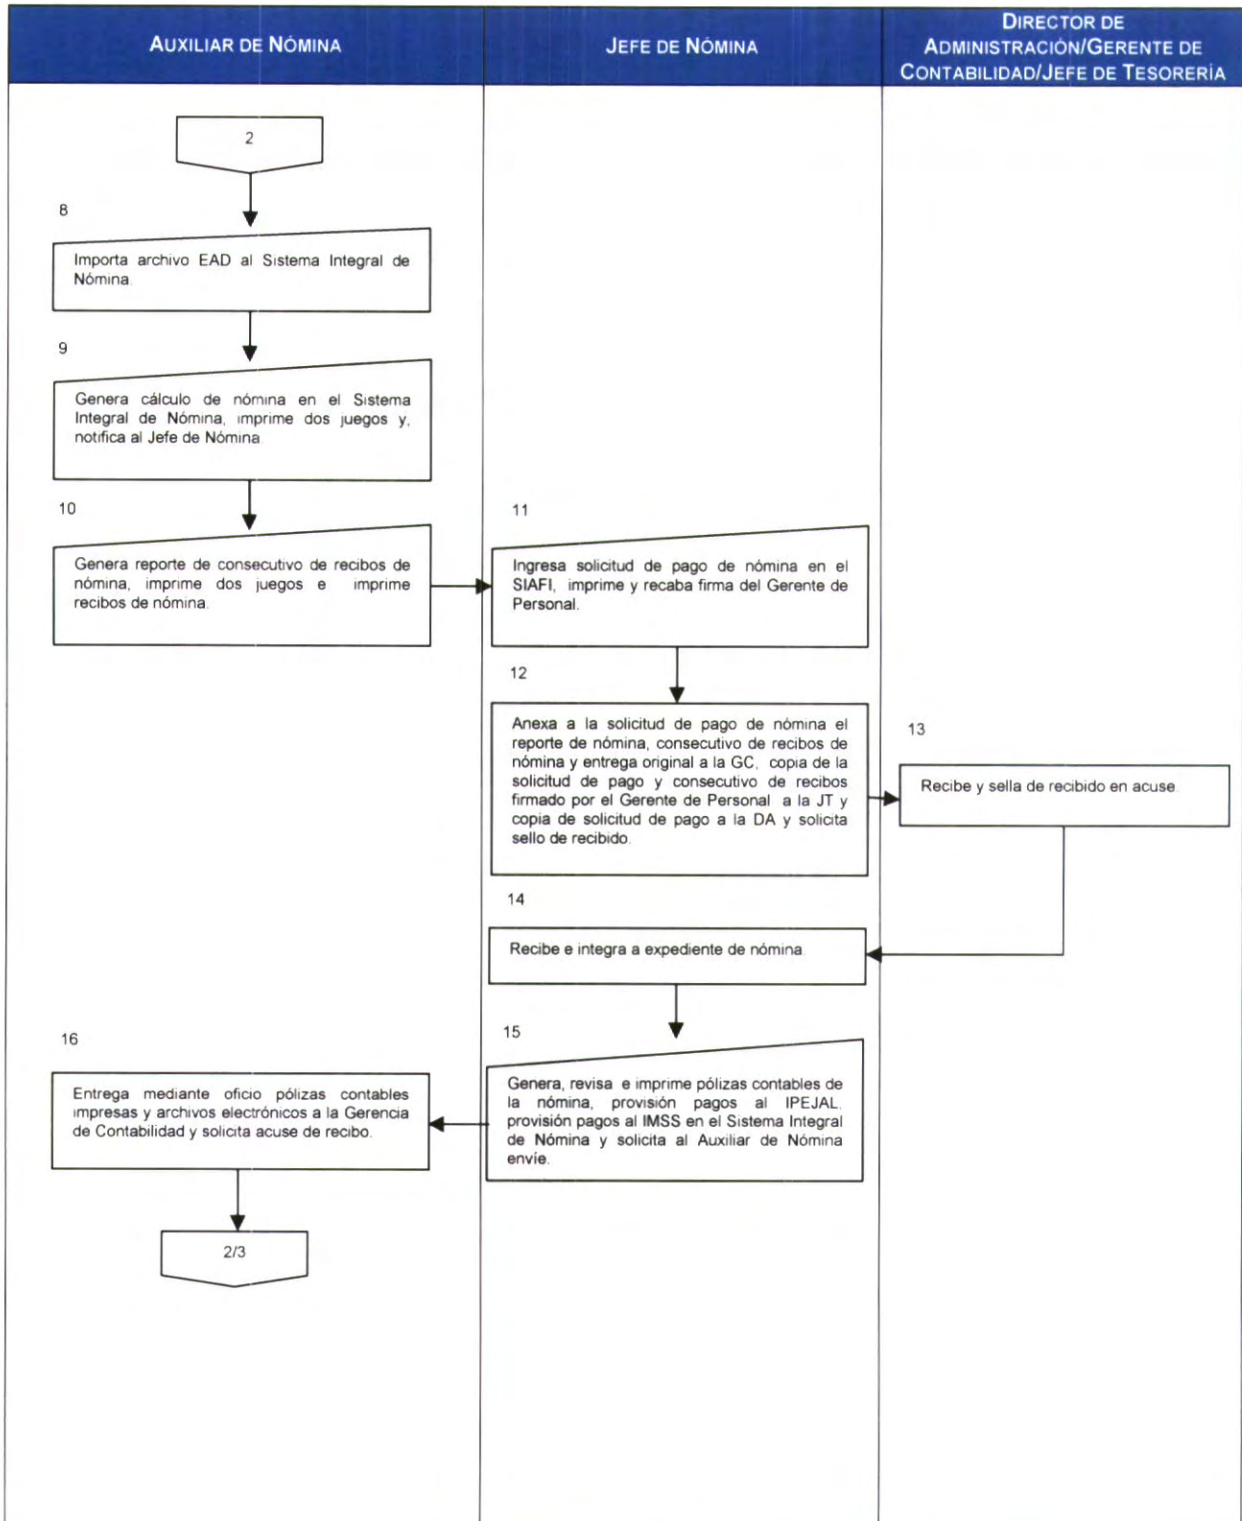 AUXILIAR DE NÓMINA
JEFE DE NÓMINA
DIRECTOR DE
ADMINISTRACIÓN/GERENTE DE
CONTABILIDAD/JEFE DE TESORERÍA
2
8
Importa archivo EAD al Sistema Integral de
Nómina.
9
Genera cálculo de nómina en el Sistema
Integral de Nómina, imprime dos juegos y,
notifica al Jefe de Nómina.
10
Genera reporte de consecutivo de recibos de
nómina, imprime dos juegos e imprime
recibos de nómina.
11
Ingresa solicitud de pago de nómina en el
SIAFI, imprime y recaba firma del Gerente de
Personal.
12
Anexa a la solicitud de pago de nómina el
reporte de nómina, consecutivo de recibos de
nómina y entrega original a la GC, copia de la
solicitud de pago y consecutivo de recibos
firmado por el Gerente de Personal a la JT y
copia de solicitud de pago a la DA y solicita
sello de recibido.
13
Recibe y sella de recibido en acuse.
14
Recibe e integra a expediente de nómina.
15
Genera, revisa e imprime pólizas contables de
la nómina, provisión pagos al IPEJAL,
provisión pagos al IMSS en el Sistema Integral
de Nómina y solicita al Auxiliar de Nómina
envíe.
16
Entrega mediante oficio pólizas contables
impresas y archivos electrónicos a la Gerencia
de Contabilidad y solicita acuse de recibo.
2/3